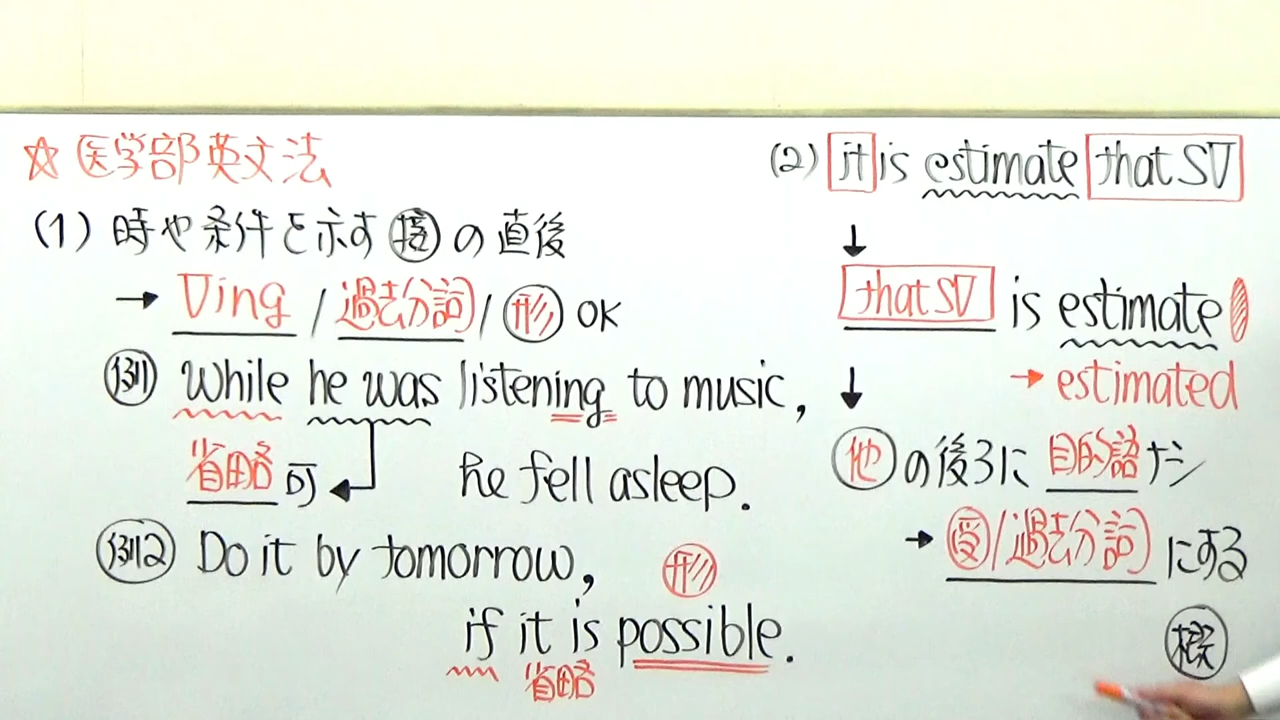 ☆ 医学部英文法
(1) 時や条件を示す接の直後
→ Ving / 過去分詞 / 形 OK
例1 While he was listening to music,
省略可
he fell asleep.
例2 Do it by tomorrow,
形
if it is possible.
省略
(2) it is estimate that SV
↓
that SV is estimate
→ estimated
↓
他の後ろに目的語ナシ
→ 受/過去分詞にする